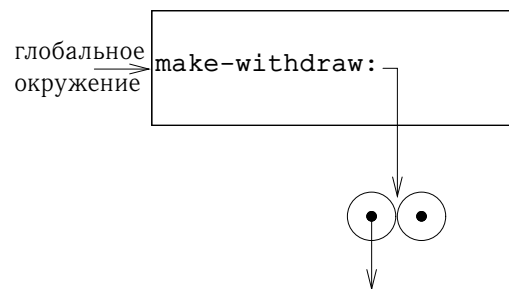 глобальное
окружение
make-withdraw: